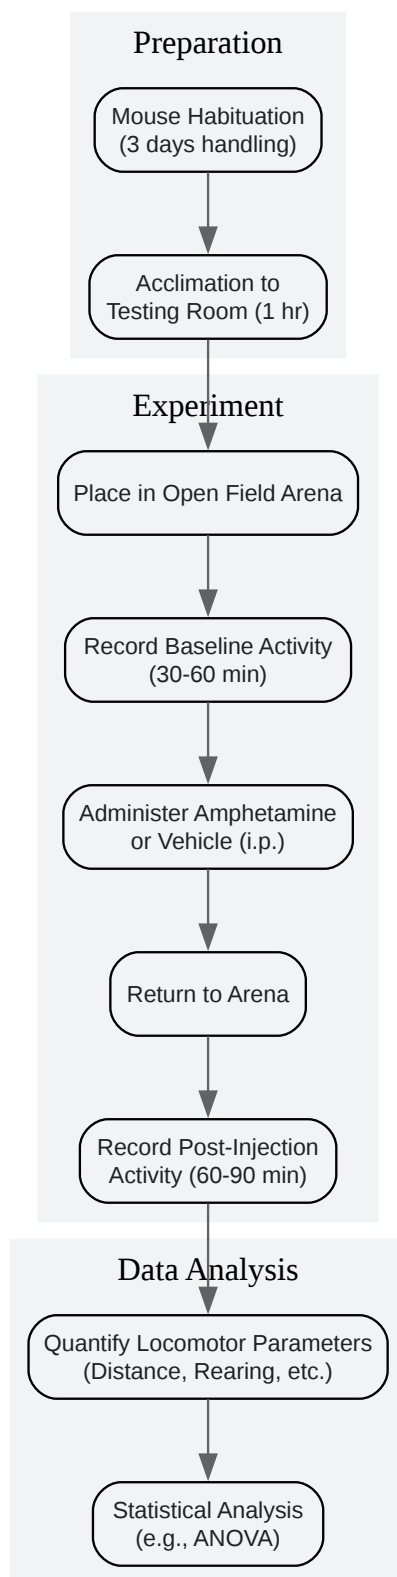 Preparation
Mouse Habituation
(3 days handling)
Acclimation to
Testing Room (1 hr)
Experiment
Place in Open Field Arena
Record Baseline Activity
(30-60 min)
Administer Amphetamine
or Vehicle (i.p.)
Return to Arena
Record Post-Injection
Activity (60-90 min)
Data Analysis
Quantify Locomotor Parameters
(Distance, Rearing, etc.)
Statistical Analysis
(e.g., ANOVA)